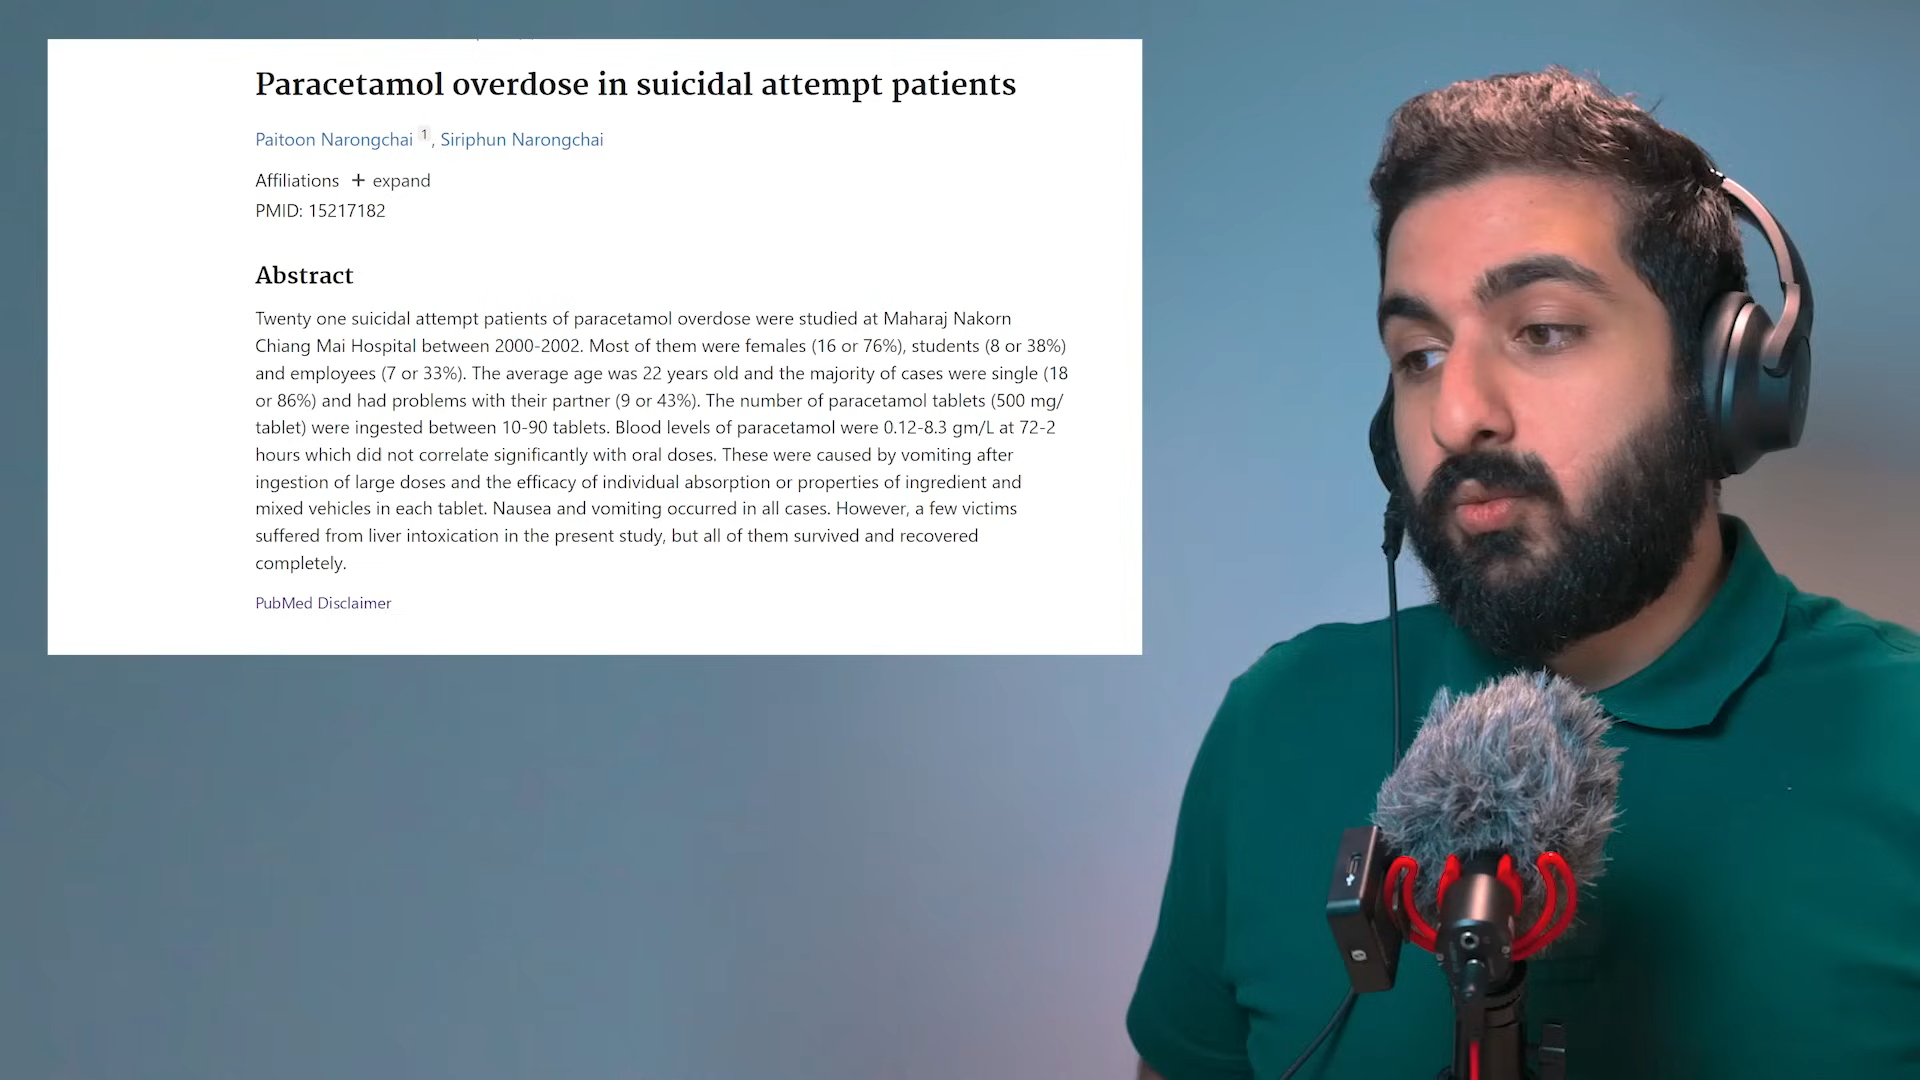 Paracetamol overdose in suicidal attempt patients
Paitoon Narongchai 1, Siriphun Narongchai
Affiliations + expand
PMID: 15217182
Abstract
Twenty one suicidal attempt patients of paracetamol overdose were studied at Maharaj Nakorn
Chiang Mai Hospital between 2000-2002. Most of them were females (16 or 76%), students (8 or 38%)
and employees (7 or 33%). The average age was 22 years old and the majority of cases were single (18
or 86%) and had problems with their partner (9 or 43%). The number of paracetamol tablets (500 mg/
tablet) were ingested between 10-90 tablets. Blood levels of paracetamol were 0.12-8.3 gm/L at 72-2
hours which did not correlate significantly with oral doses. These were caused by vomiting after
ingestion of large doses and the efficacy of individual absorption or properties of ingredient and
mixed vehicles in each tablet. Nausea and vomiting occurred in all cases. However, a few victims
suffered from liver intoxication in the present study, but all of them survived and recovered
completely.
PubMed Disclaimer